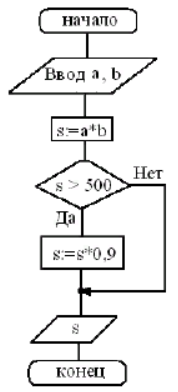 начало
Ввод a, b
s:=a*b
s > 500
Нет
Да
s:=s*0,9
s
конец